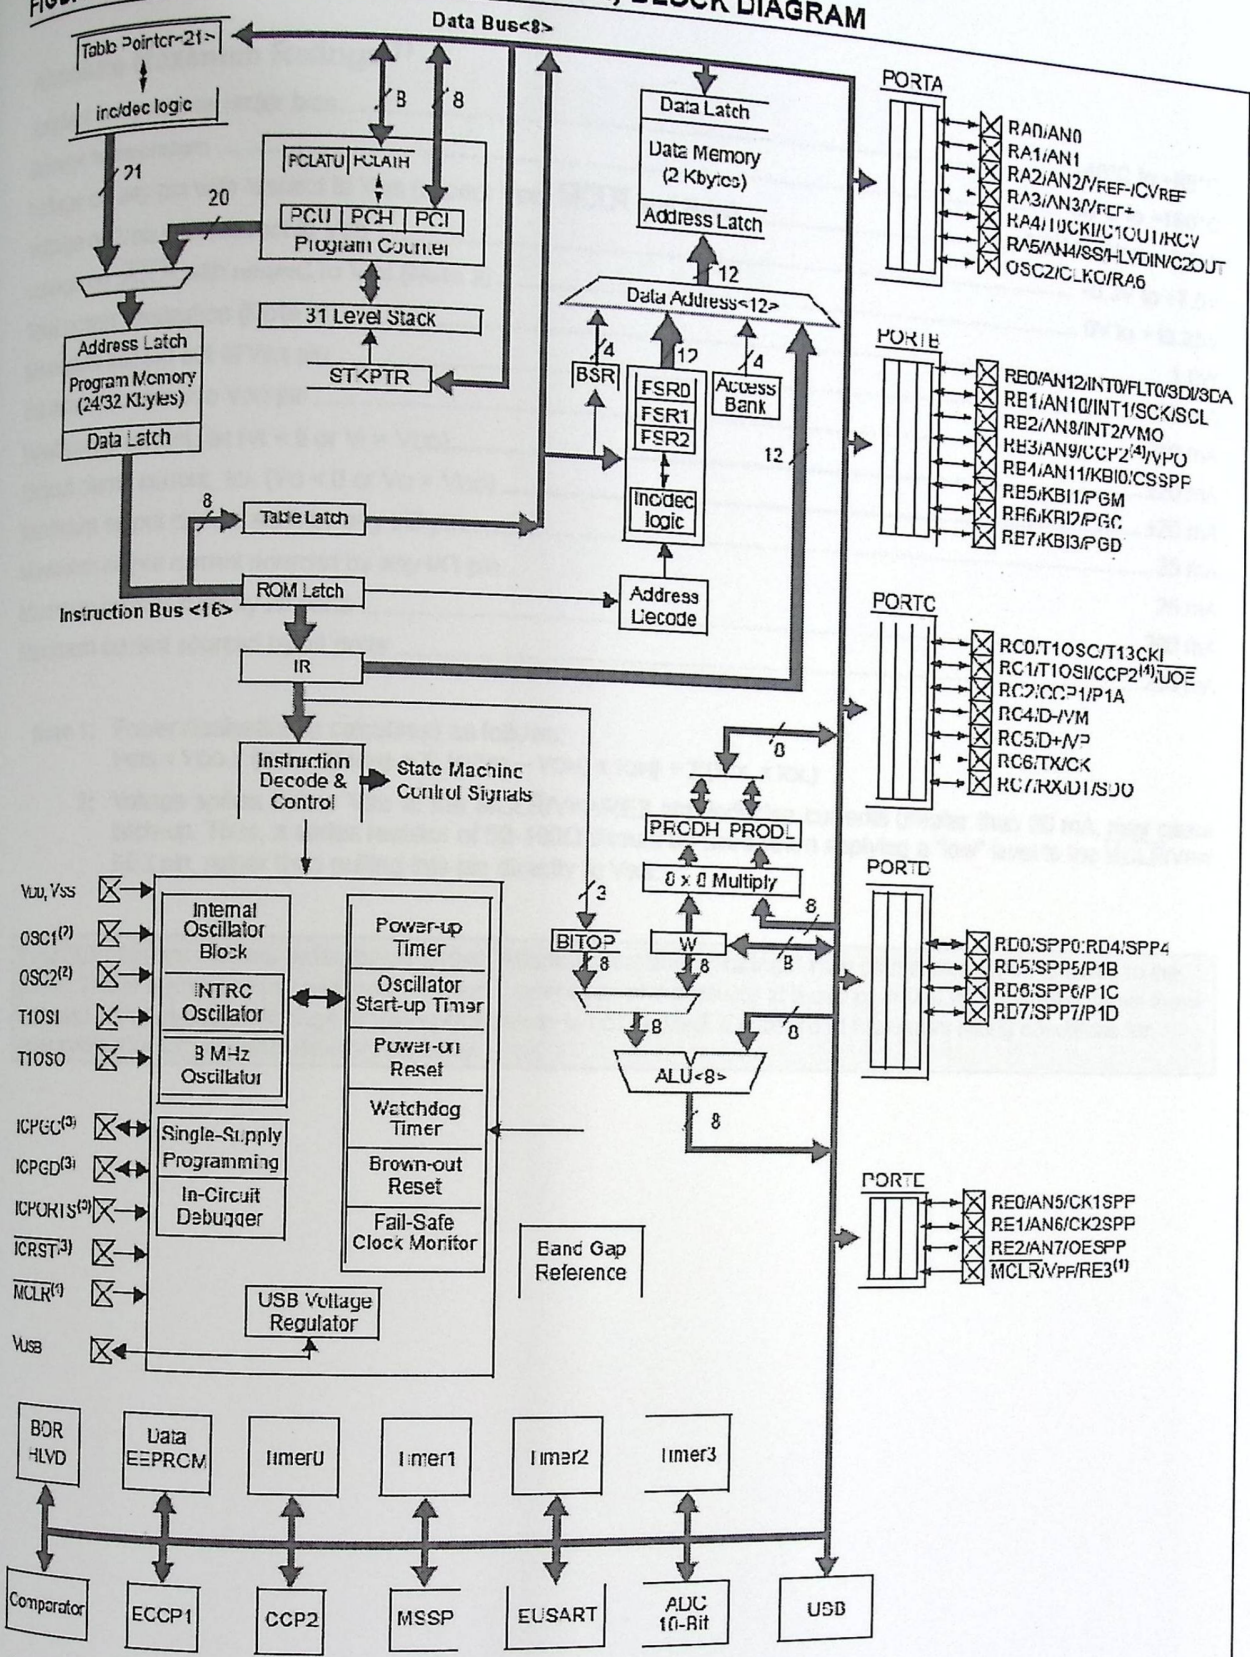 BLOCK DIAGRAM
Data Bus<8>
Table Pointer<21>
inc/dec logic
21
20
8
8
PCLATU PCLATH
PCU PCH PCL
Program Counter
31 Level Stack
STKPTR
Data Latch
Data Memory
(2 Kbytes)
Address Latch
12
Data Address<12>
4
12
4
BSR
FSR0
FSR1
FSR2
Access
Bank
12
inc/dec
logic
Address
Decode
Address Latch
Program Memory
(24/32 Kbytes)
Data Latch
8
Table Latch
ROM Latch
Instruction Bus <16>
IR
Instruction
Decode &
Control
State Machine
Control Signals
8
PRODH PRODL
8 x 8 Multiply
3
8
BITOP
W
8
8
8
8
8
ALU<8>
8
PORTA
RA0/AN0
RA1/AN1
RA2/AN2/VREF-/CVREF
RA3/AN3/VREF+
RA4/T0CKI/C1OUT/RCV
RA5/AN4/SS/HLVDIN/C2OUT
OSC2/CLKO/RA6
PORTB
RB0/AN12/INT0/FLT0/SDI/SDA
RB1/AN10/INT1/SCK/SCL
RB2/AN8/INT2/VMO
RB3/AN9/CCP2(4)/VPO
RB4/AN11/KBI0/CSSPP
RB5/KBI1/PGM
RB6/KBI2/PGC
RB7/KBI3/PGD
PORTC
RC0/T1OSC/T13CKI
RC1/T1OSI/CCP2(4)/UOE
RC2/CCP1/P1A
RC4/D-/VM
RC5/D+/VP
RC6/TX/CK
RC7/RX/DT/SDO
PORTD
RD0/SPP0:RD4/SPP4
RD5/SPP5/P1B
RD6/SPP6/P1C
RD7/SPP7/P1D
PORTE
RE0/AN5/CK1SPP
RE1/AN6/CK2SPP
RE2/AN7/OESPP
MCLR/VPP/RE3(1)
VDD, VSS
OSC1(2)
OSC2(2)
T1OSI
T1OSO
ICPGC(3)
ICPGD(3)
ICPORTS(3)
ICRST(3)
MCLR(1)
VUSB
Internal
Oscillator
Block
INTRC
Oscillator
8 MHz
Oscillator
Single-Supply
Programming
In-Circuit
Debugger
Power-up
Timer
Oscillator
Start-up Timer
Power-on
Reset
Watchdog
Timer
Brown-out
Reset
Fail-Safe
Clock Monitor
USB Voltage
Regulator
Band Gap
Reference
BOR
HLVD
Data
EEPROM
Timer0
Timer1
Timer2
Timer3
Comparator
ECCP1
CCP2
MSSP
EUSART
ADC
10-Bit
USB